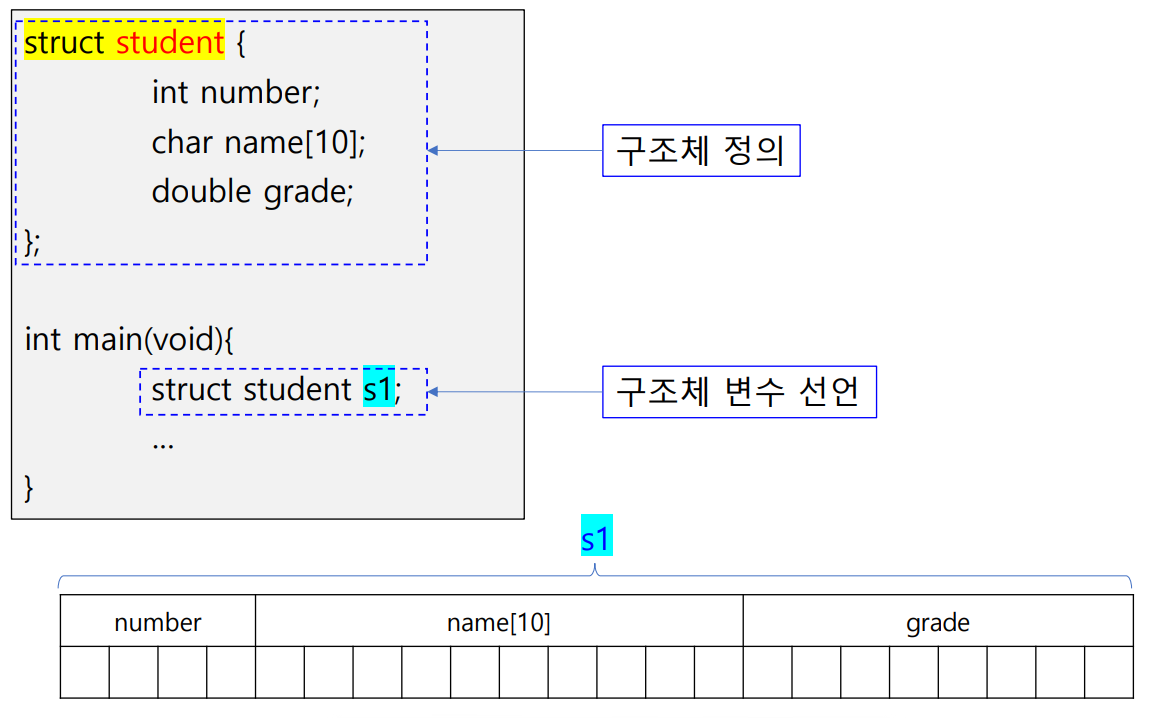 struct student {
int number;
char name[10];
double grade;
};
구조체 정의
int main(void){
struct student s1;
구조체 변수 선언
...
}
s1
number name[10] grade